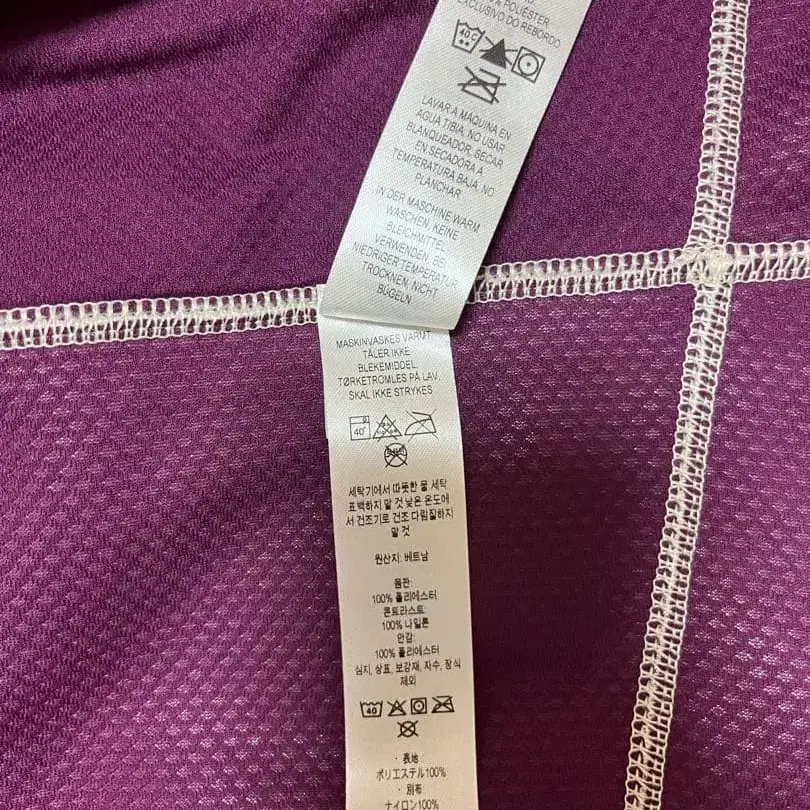 POLIÉSTER
EXCLUSIVO DO REBORDO
40C
LAVAR A MÁQUINA EN
AGUA TIBIA, NO USAR
BLANQUEADOR, SECAR
EN SECADORA A
TEMPERATURA BAJA, NO
PLANCHAR
IN DER MASCHINE WARM
WASCHEN, KEINE
BLEICHMITTEL
VERWENDEN, BEI
NIEDRIGER TEMPERATUR
TROCKNEN, NICHT
BÜGELN
MASKINVASKES VARMT,
TÅLER IKKE
BLEKEMIDDEL,
TØRKETROMLES PÅ LAV,
SKAL IKKE STRYKES
40°
세탁기에서 따뜻한 물 세탁
표백하지 말 것 낮은 온도에
서 건조기로 건조 다림질하지
말 것
원산지: 베트남
몸판:
100% 폴리에스터
콘트라스트:
100% 나일론
안감:
100% 폴리에스터
심지, 상표, 보강재, 자수, 장식
제외
40
・表地
ポリエステル100%
・別布
ナイロン100%